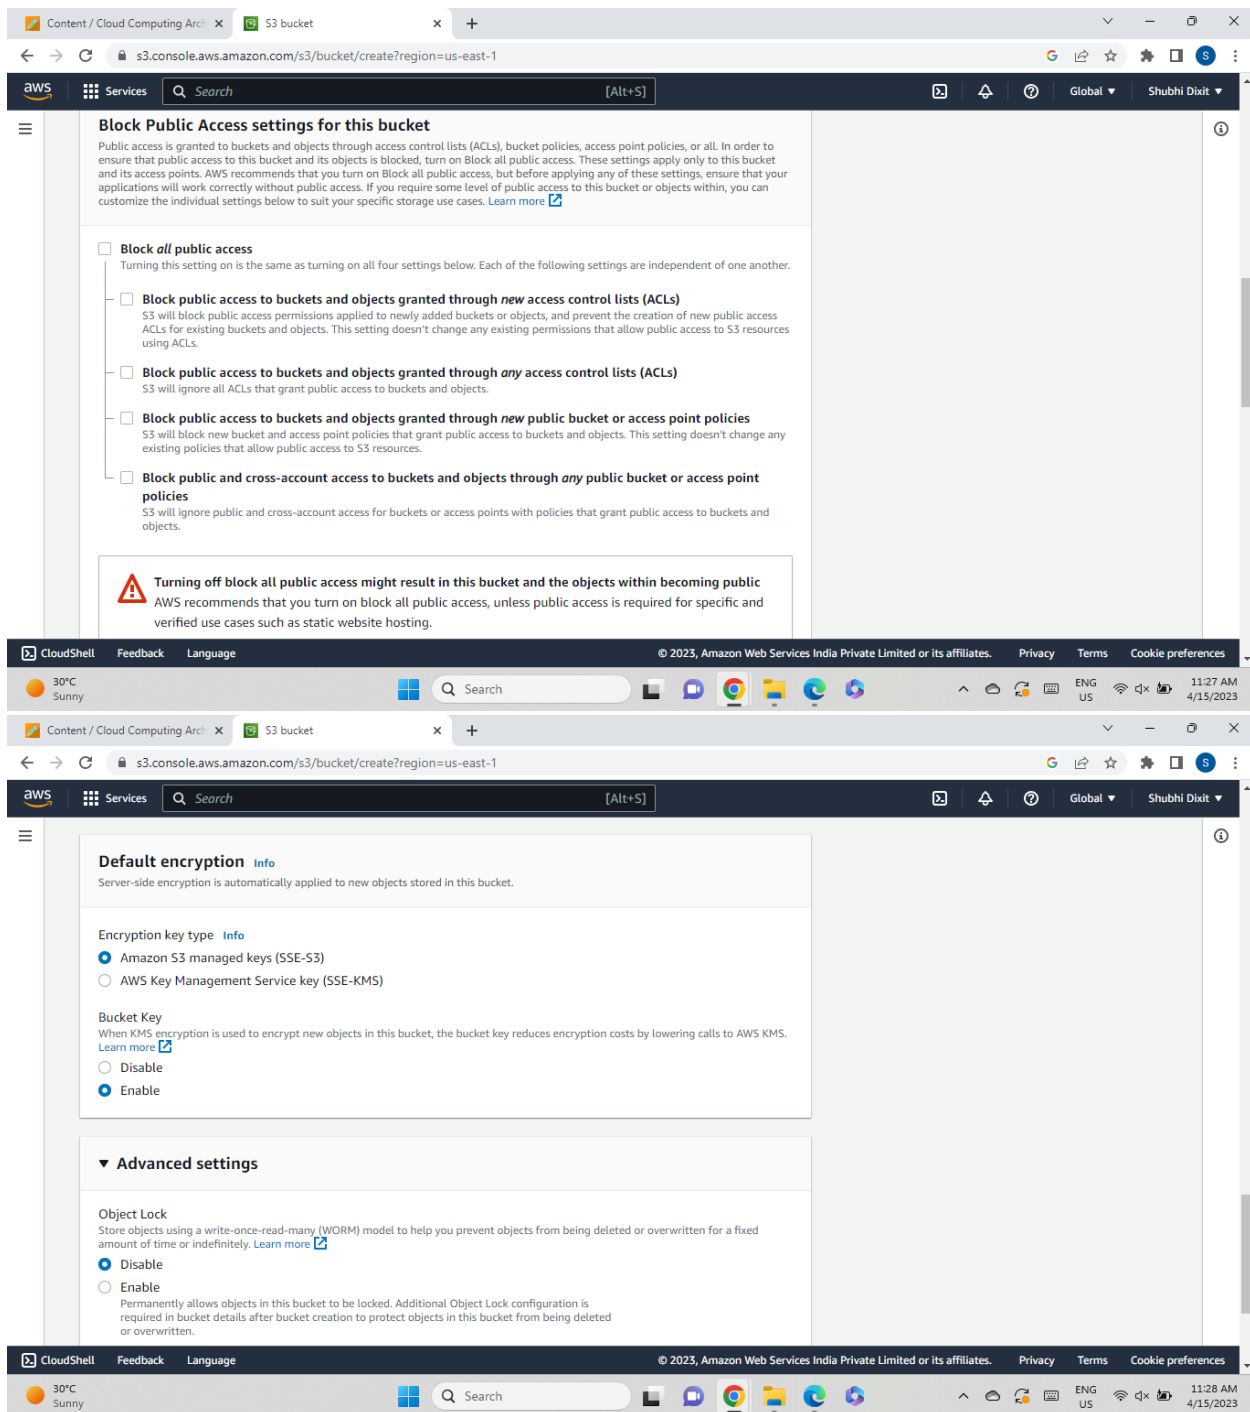 Content / Cloud Computing Arch
S3 bucket
s3.console.aws.amazon.com/s3/bucket/create?region=us-east-1
G
S
aws
Services
Search
[Alt+S]
Global
Shubhi Dixit
Block Public Access settings for this bucket
Public access is granted to buckets and objects through access control lists (ACLs), bucket policies, access point policies, or all. In order to
ensure that public access to this bucket and its objects is blocked, turn on Block all public access. These settings apply only to this bucket
and its access points. AWS recommends that you turn on Block all public access, but before applying any of these settings, ensure that your
applications will work correctly without public access. If you require some level of public access to this bucket or objects within, you can
customize the individual settings below to suit your specific storage use cases. Learn more
Block all public access
Turning this setting on is the same as turning on all four settings below. Each of the following settings are independent of one another.
Block public access to buckets and objects granted through new access control lists (ACLs)
S3 will block public access permissions applied to newly added buckets or objects, and prevent the creation of new public access
ACLs for existing buckets and objects. This setting doesn't change any existing permissions that allow public access to S3 resources
using ACLs.
Block public access to buckets and objects granted through any access control lists (ACLs)
S3 will ignore all ACLs that grant public access to buckets and objects.
Block public access to buckets and objects granted through new public bucket or access point policies
S3 will block new bucket and access point policies that grant public access to buckets and objects. This setting doesn't change any
existing policies that allow public access to S3 resources.
Block public and cross-account access to buckets and objects through any public bucket or access point
policies
S3 will ignore public and cross-account access for buckets or access points with policies that grant public access to buckets and
objects.
Turning off block all public access might result in this bucket and the objects within becoming public
AWS recommends that you turn on block all public access, unless public access is required for specific and
verified use cases such as static website hosting.
CloudShell Feedback Language
© 2023, Amazon Web Services India Private Limited or its affiliates. Privacy Terms Cookie preferences
30°C
Sunny
Search
ENG
US
11:27 AM
4/15/2023
Content / Cloud Computing Arch
S3 bucket
s3.console.aws.amazon.com/s3/bucket/create?region=us-east-1
G
S
aws
Services
Search
[Alt+S]
Global
Shubhi Dixit
Default encryption Info
Server-side encryption is automatically applied to new objects stored in this bucket.
Encryption key type Info
Amazon S3 managed keys (SSE-S3)
AWS Key Management Service key (SSE-KMS)
Bucket Key
When KMS encryption is used to encrypt new objects in this bucket, the bucket key reduces encryption costs by lowering calls to AWS KMS.
Learn more
Disable
Enable
Advanced settings
Object Lock
Store objects using a write-once-read-many (WORM) model to help you prevent objects from being deleted or overwritten for a fixed
amount of time or indefinitely. Learn more
Disable
Enable
Permanently allows objects in this bucket to be locked. Additional Object Lock configuration is
required in bucket details after bucket creation to protect objects in this bucket from being deleted
or overwritten.
CloudShell Feedback Language
© 2023, Amazon Web Services India Private Limited or its affiliates. Privacy Terms Cookie preferences
30°C
Sunny
Search
ENG
US
11:28 AM
4/15/2023